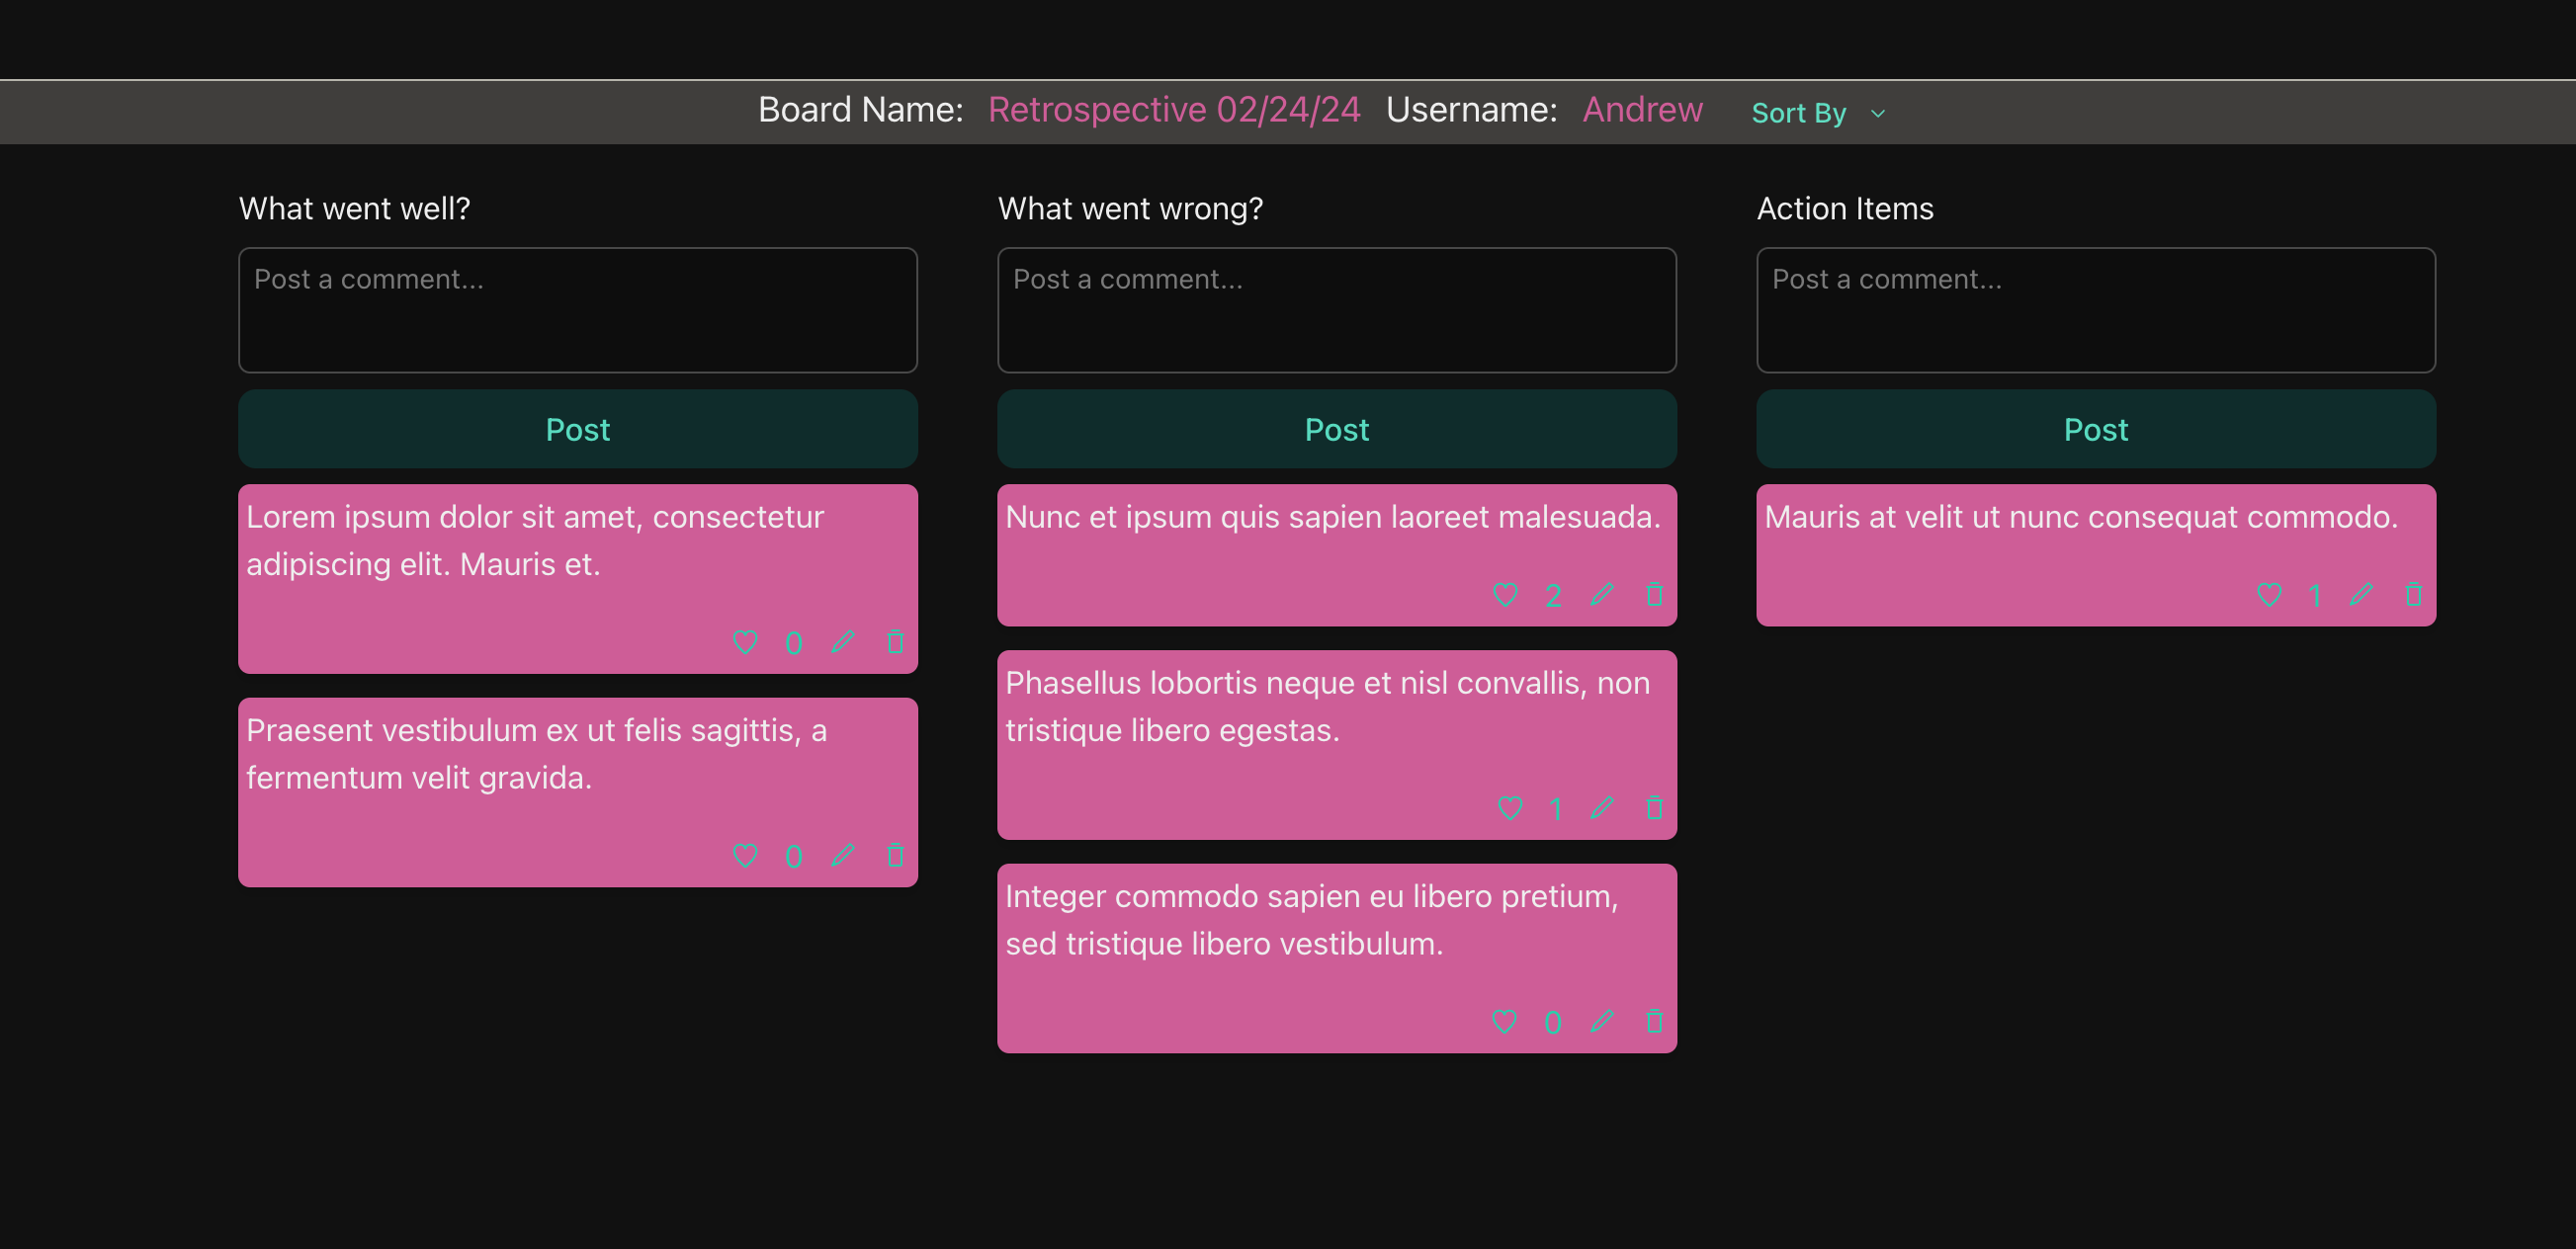 Board Name: Retrospective 02/24/24 Username: Andrew Sort By
What went well?
Post a comment...
Post
Lorem ipsum dolor sit amet, consectetur
adipiscing elit. Mauris et.
0
Praesent vestibulum ex ut felis sagittis, a
fermentum velit gravida.
0
What went wrong?
Post a comment...
Post
Nunc et ipsum quis sapien laoreet malesuada.
2
Phasellus lobortis neque et nisl convallis, non
tristique libero egestas.
1
Integer commodo sapien eu libero pretium,
sed tristique libero vestibulum.
0
Action Items
Post a comment...
Post
Mauris at velit ut nunc consequat commodo.
1